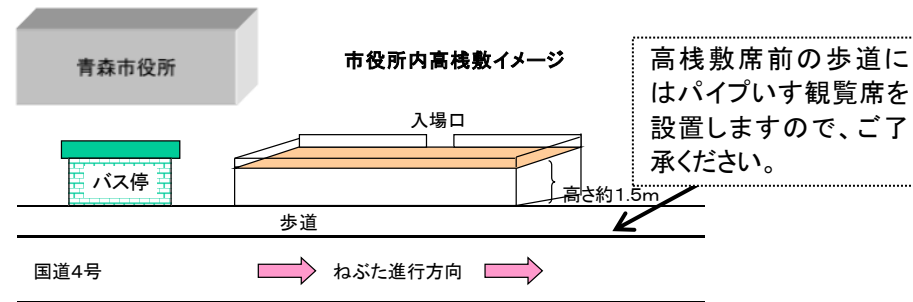 青森市役所
市役所内高桟敷イメージ
高桟敷席前の歩道に
はパイプいす観覧席を
設置しますので、ご了
承ください。
入場口
バス停
高さ約1.5m
歩道
国道4号
ねぶた進行方向